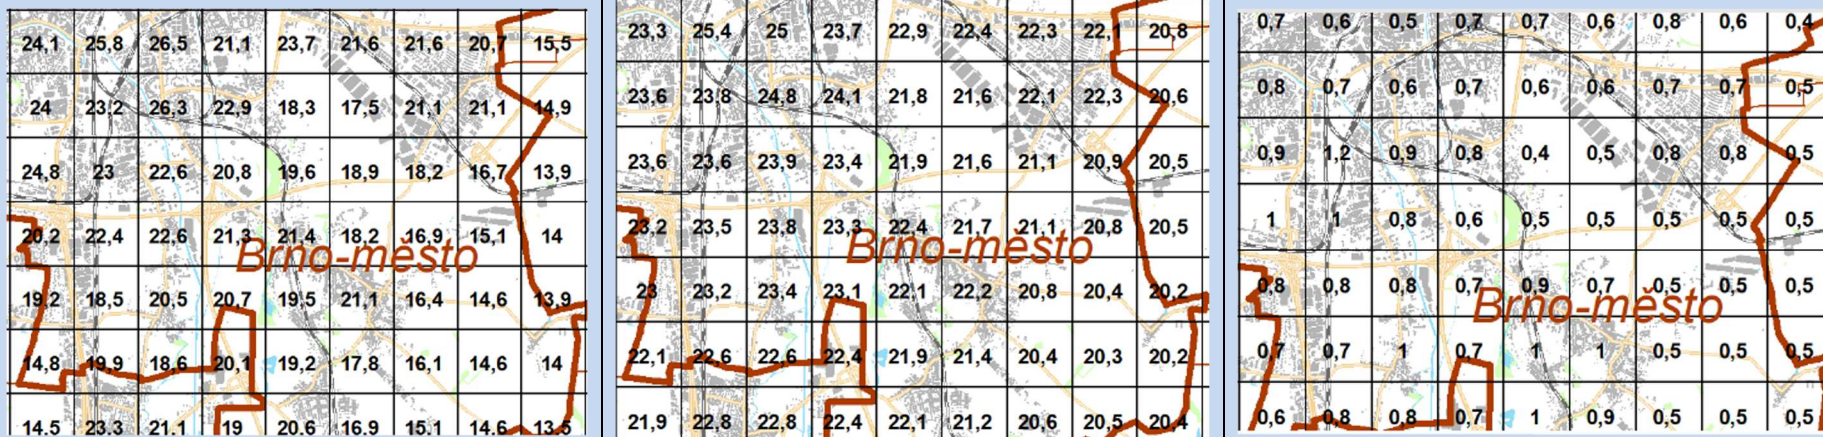 24,1 25,8 26,5 21,1 23,7 21,6 21,6 20,7 15,5
24 23,2 26,3 22,9 18,3 17,5 21,1 21,1 14,9
24,8 23 22,6 20,8 19,6 18,9 18,2 16,7 13,9
20,2 22,4 22,6 21,3 21,4 18,2 16,9 15,1 14
Brno-město
19,2 18,5 20,5 20,7 19,5 21,1 16,4 14,6 13,9
14,8 19,9 18,6 20,1 19,2 17,8 16,1 14,6 14
14,5 23,3 21,1 19 20,6 16,9 15,1 14,6 13,5
23,3 25,4 25 23,7 22,9 22,4 22,3 22,1 20,8
23,6 23,8 24,8 24,1 21,8 21,6 22,1 22,3 20,6
23,6 23,6 23,9 23,4 21,9 21,6 21,1 20,9 20,5
23,2 23,5 23,8 23,3 22,4 21,7 21,1 20,8 20,5
Brno-město
23 23,2 23,4 23,1 22,1 22,2 20,8 20,4 20,2
22,1 22,6 22,6 22,4 21,9 21,4 20,4 20,3 20,2
21,9 22,8 22,8 22,4 22,1 21,2 20,6 20,5 20,4
0,7 0,6 0,5 0,7 0,7 0,6 0,8 0,6 0,4
0,8 0,7 0,6 0,7 0,6 0,6 0,7 0,7 0,5
0,9 1,2 0,9 0,8 0,4 0,5 0,8 0,8 0,5
1 1 0,8 0,6 0,5 0,5 0,5 0,5 0,5
0,8 0,8 0,8 0,7 0,9 0,7 0,5 0,5 0,5
Brno-město
0,7 0,7 1 0,7 1 1 0,5 0,5 0,5
0,6 0,8 0,8 0,7 1 0,9 0,5 0,5 0,5